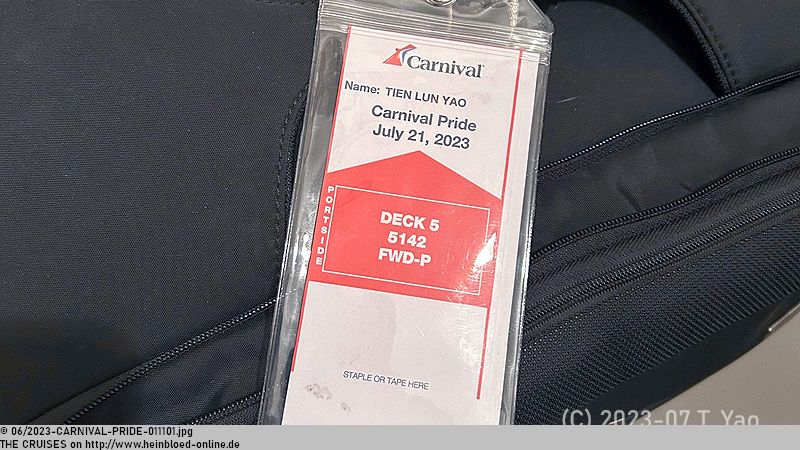 Carnival
Name: TIEN LUN YAO
Carnival Pride
July 21, 2023
PORTSIDE
DECK 5
5142
FWD-P
STAPLE OR TAPE HERE
(C) 2023-07 T. Yao
© 06/2023-CARNIVAL-PRIDE-011101.jpg
THE CRUISES on http://www.heinbloed-online.de